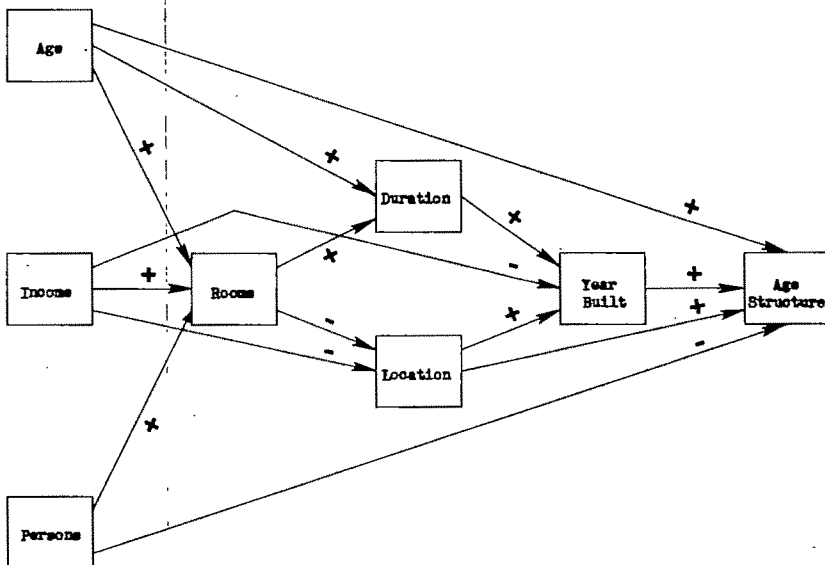 Age
+
+
+
Duration
+
+
-
Income
+
Rooms
+
-
-
Location
+
Year
Built
+
+
-
Age
Structure
Persons
+